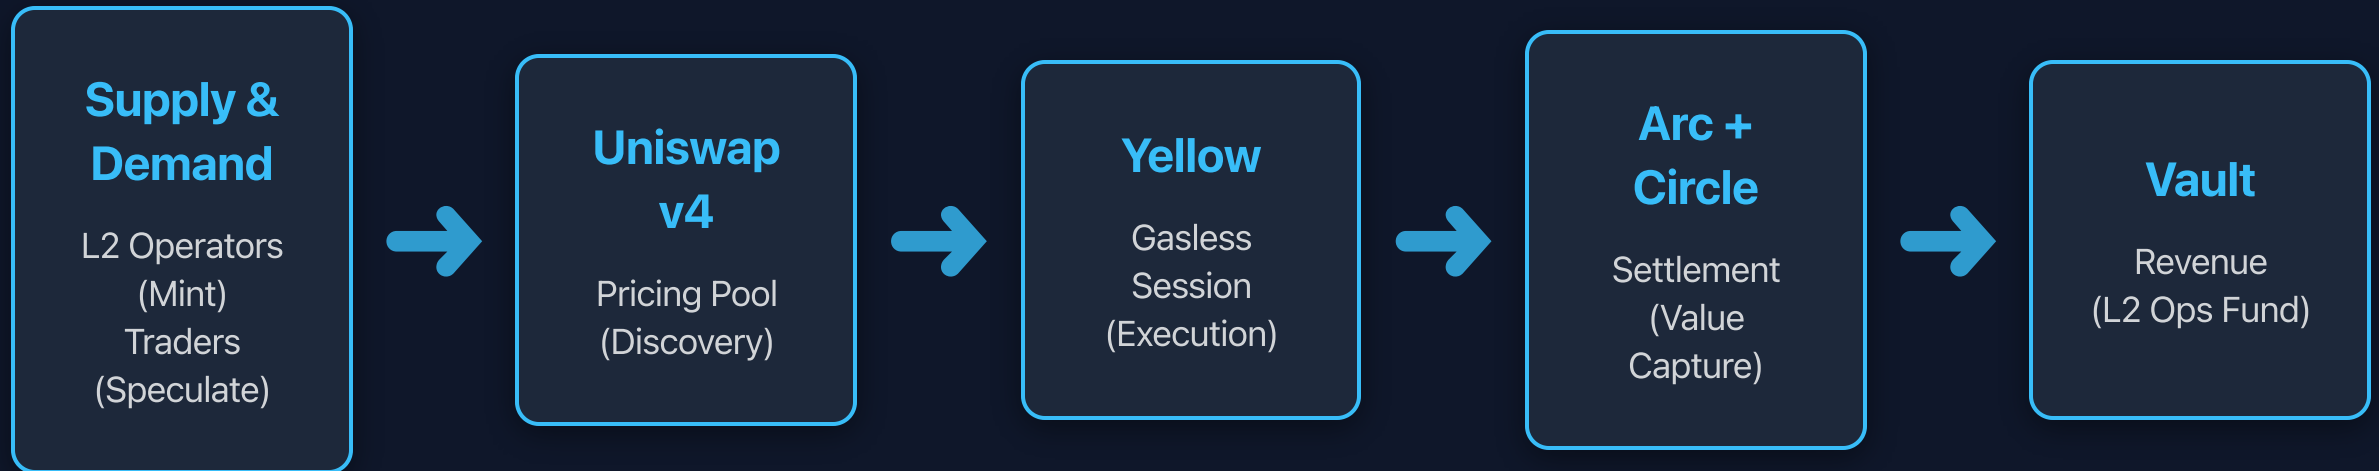 Supply &
Demand
L2 Operators
(Mint)
Traders
(Speculate)
Uniswap
v4
Pricing Pool
(Discovery)
Yellow
Gasless
Session
(Execution)
Arc +
Circle
Settlement
(Value
Capture)
Vault
Revenue
(L2 Ops Fund)